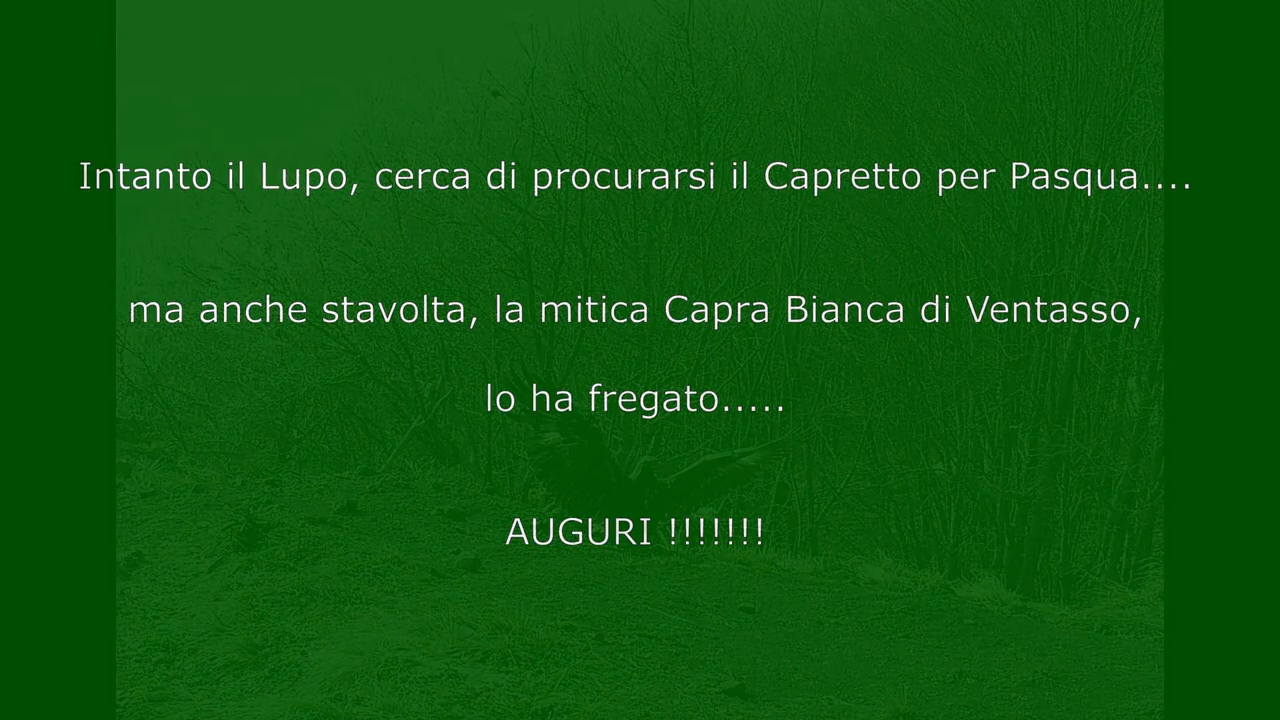 Intanto il Lupo, cerca di procurarsi il Capretto per Pasqua....
ma anche stavolta, la mitica Capra Bianca di Ventasso,
lo ha fregato.....
AUGURI !!!!!!!